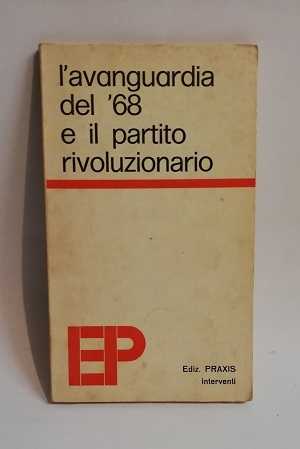 l'avanguardia
del '68
e il partito
rivoluzionario
EP
Ediz. PRAXIS
interventi